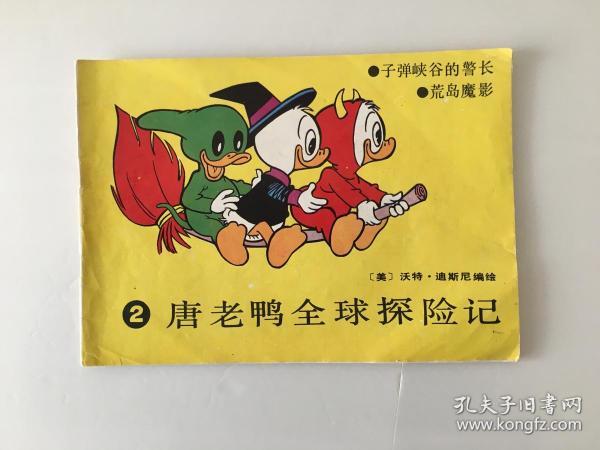 ●子弹峡谷的警长
●荒岛魔影
〔美〕沃特·迪斯尼编绘
2 唐老鸭全球探险记
孔夫子旧书网
www.kongfz.com